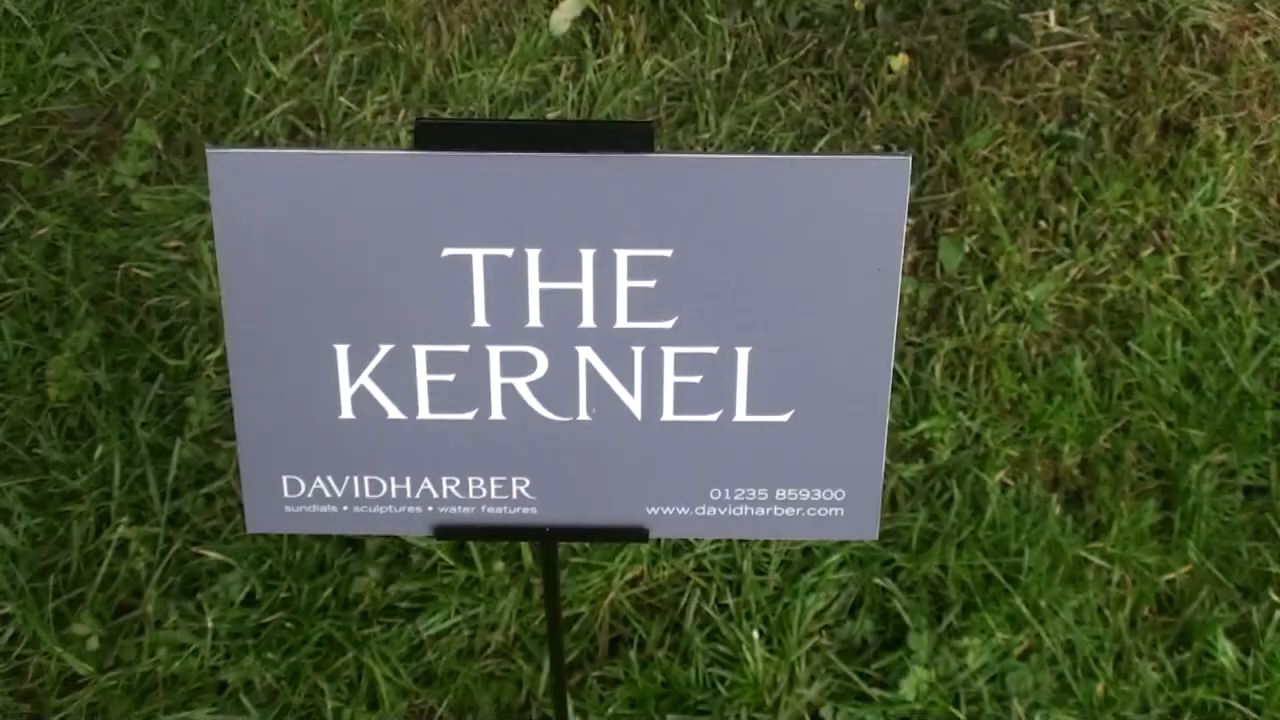 THE
KERNEL
DAVIDHARBER
sundials • sculptures • water features
01235 859300
www.davidharber.com